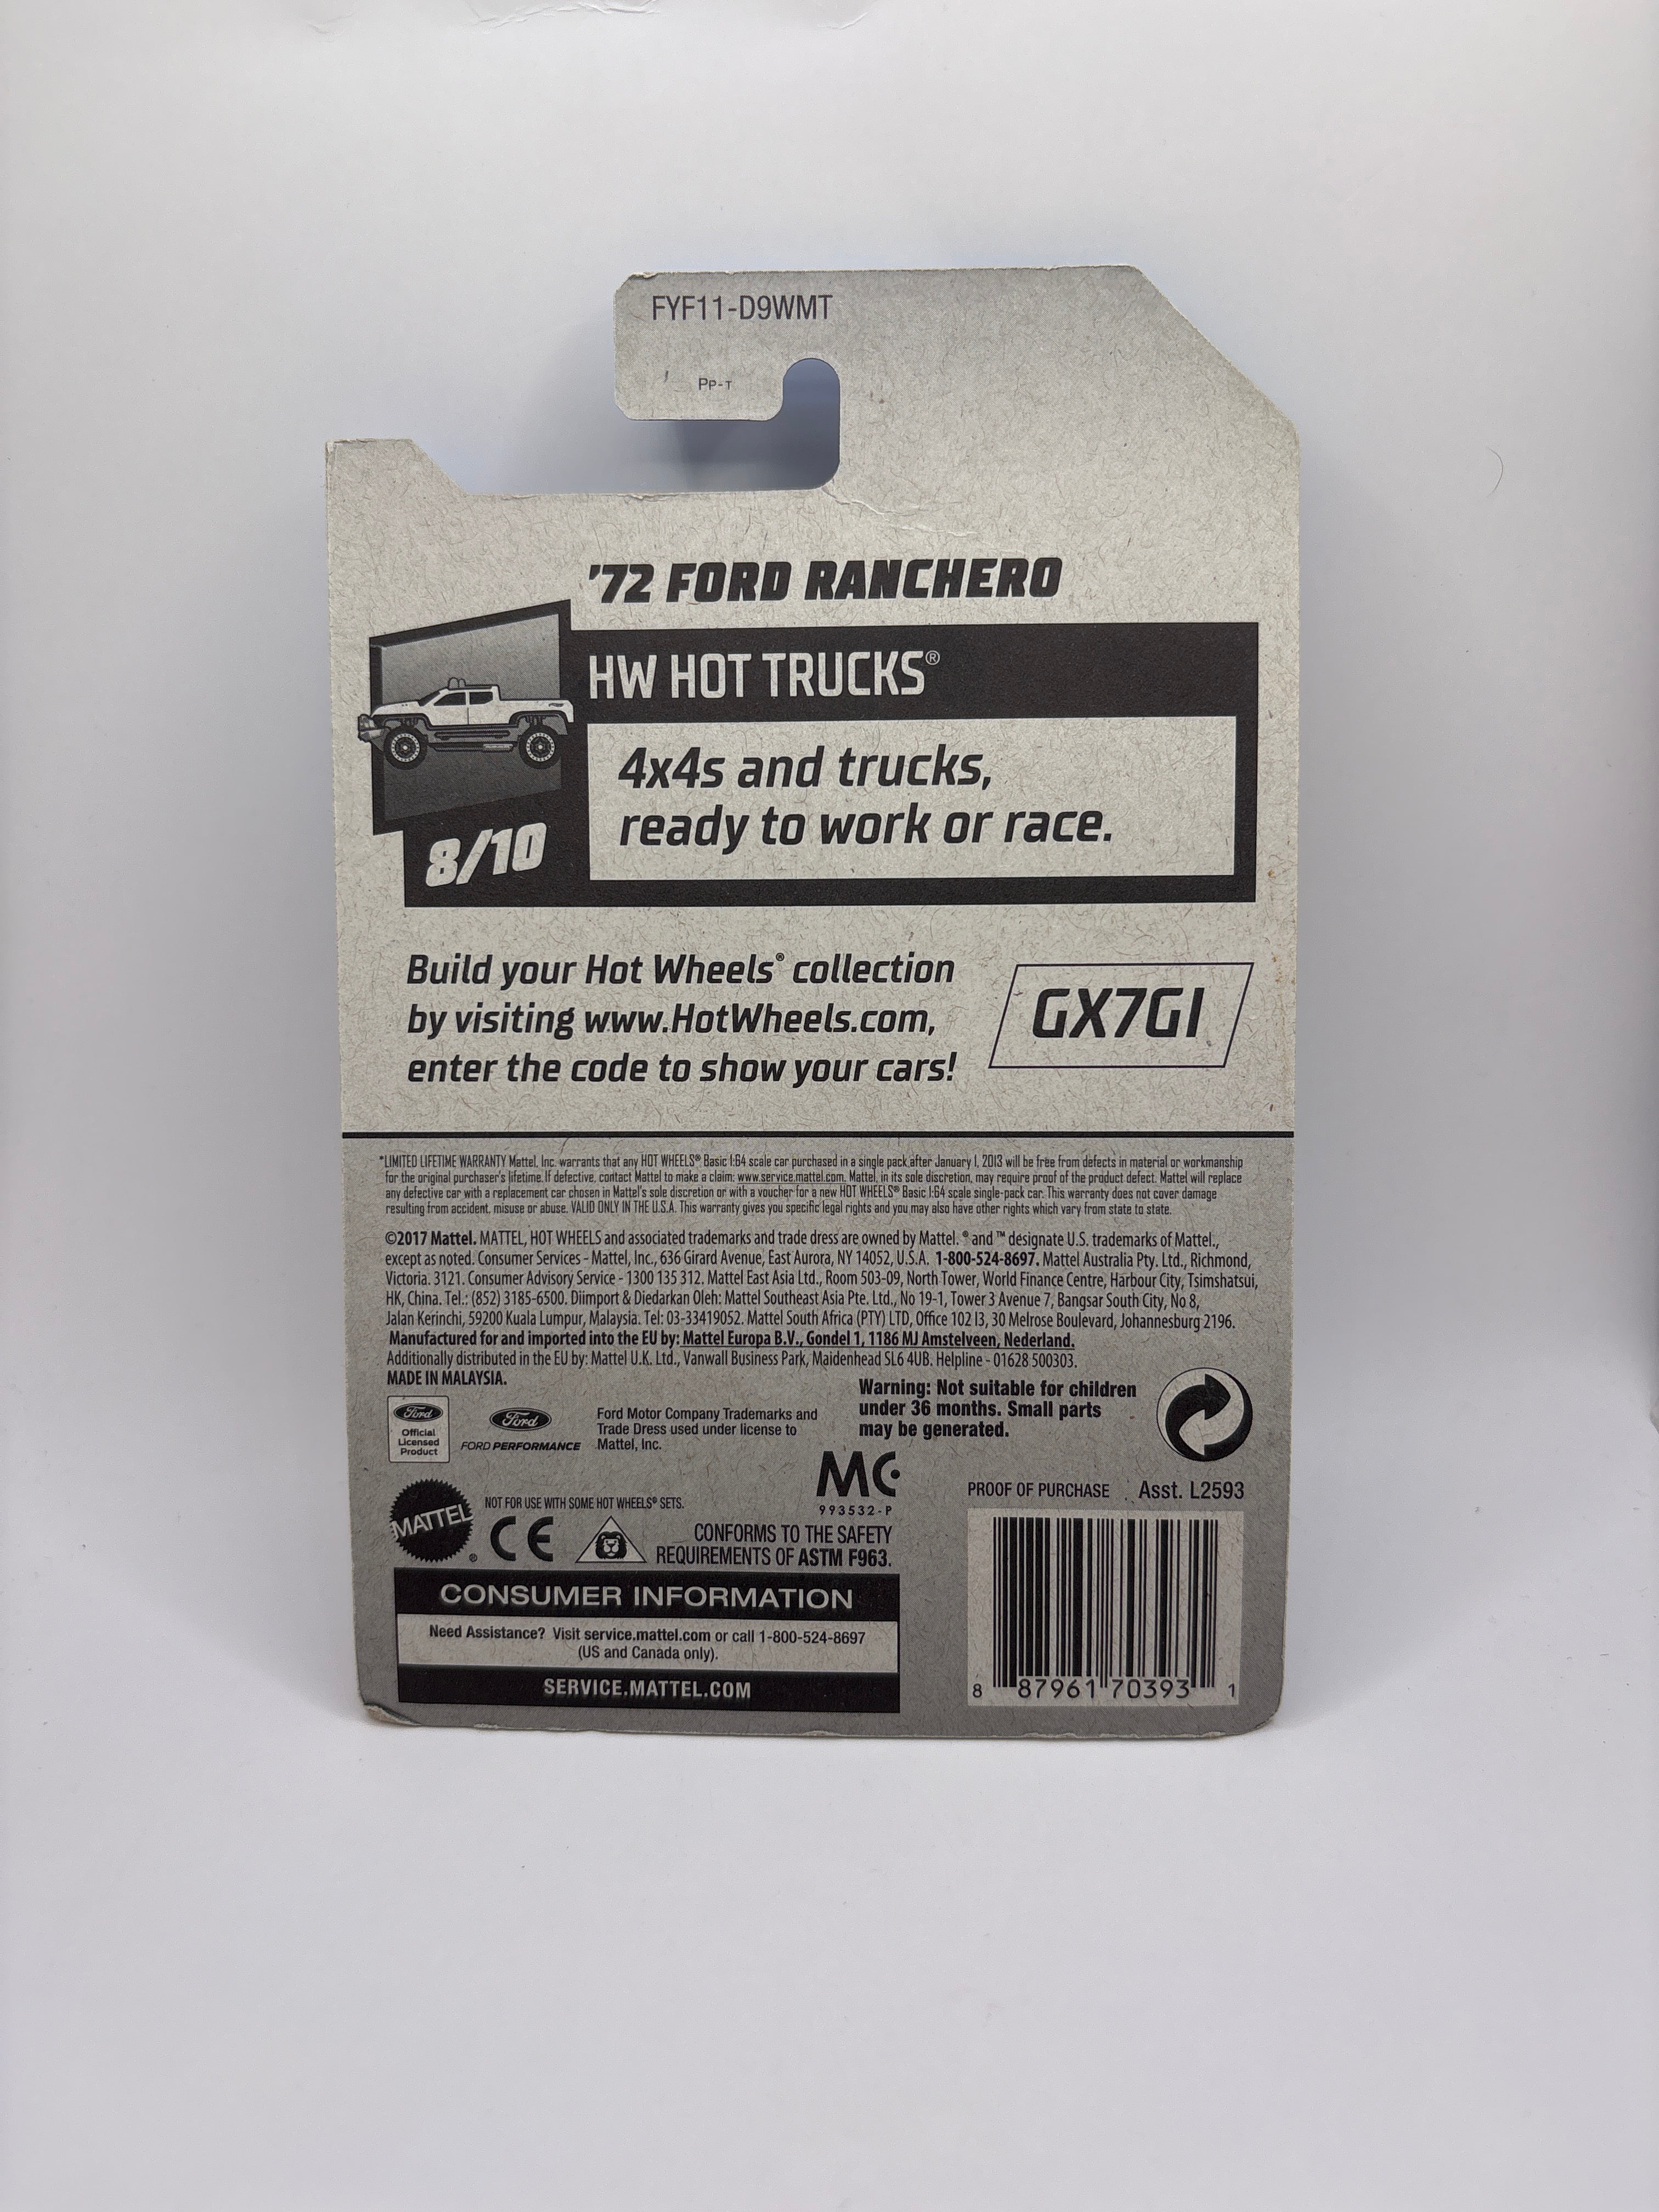 FYF11-D9WMT
PP-T
'72 FORD RANCHERO
HW HOT TRUCKS®
4x4s and trucks,
ready to work or race.
8/10
Build your Hot Wheels® collection
by visiting www.HotWheels.com,
enter the code to show your cars!
GX7GI
*LIMITED LIFETIME WARRANTY Mattel, Inc. warrants that any HOT WHEELS® Basic 1:64 scale car purchased in a single pack after January 1, 2013 will be free from defects in material or workmanship
for the original purchaser's lifetime. If defective, contact Mattel to make a claim: www.service.mattel.com. Mattel, in its sole discretion, may require proof of the product defect. Mattel will replace
any defective car with a replacement car chosen in Mattel's sole discretion or with a voucher for a new HOT WHEELS® Basic 1:64 scale single-pack car. This warranty does not cover damage
resulting from accident, misuse or abuse. VALID ONLY IN THE U.S.A. This warranty gives you specific legal rights and you may also have other rights which vary from state to state.
©2017 Mattel. MATTEL, HOT WHEELS and associated trademarks and trade dress are owned by Mattel. ® and ™ designate U.S. trademarks of Mattel.,
except as noted. Consumer Services - Mattel, Inc., 636 Girard Avenue, East Aurora, NY 14052, U.S.A. 1-800-524-8697. Mattel Australia Pty. Ltd., Richmond,
Victoria. 3121. Consumer Advisory Service - 1300 135 312. Mattel East Asia Ltd., Room 503-09, North Tower, World Finance Centre, Harbour City, Tsimshatsui,
HK, China. Tel.: (852) 3185-6500. Diimport & Diedarkan Oleh: Mattel Southeast Asia Pte. Ltd., No 19-1, Tower 3 Avenue 7, Bangsar South City, No 8,
Jalan Kerinchi, 59200 Kuala Lumpur, Malaysia. Tel: 03-33419052. Mattel South Africa (PTY) LTD, Office 102 I3, 30 Melrose Boulevard, Johannesburg 2196.
Manufactured for and imported into the EU by: Mattel Europa B.V., Gondel 1, 1186 MJ Amstelveen, Nederland.
Additionally distributed in the EU by: Mattel U.K. Ltd., Vanwall Business Park, Maidenhead SL6 4UB. Helpline - 01628 500303.
MADE IN MALAYSIA.
Warning: Not suitable for children
under 36 months. Small parts
may be generated.
Ford
Official
Licensed
Product
Ford
FORD PERFORMANCE
Ford Motor Company Trademarks and
Trade Dress used under license to
Mattel, Inc.
MC
993532-P
PROOF OF PURCHASE
Asst. L2593
MATTEL®
NOT FOR USE WITH SOME HOT WHEELS® SETS.
CE
CONFORMS TO THE SAFETY
REQUIREMENTS OF ASTM F963.
CONSUMER INFORMATION
Need Assistance? Visit service.mattel.com or call 1-800-524-8697
(US and Canada only).
SERVICE.MATTEL.COM
8 87961 70393 1